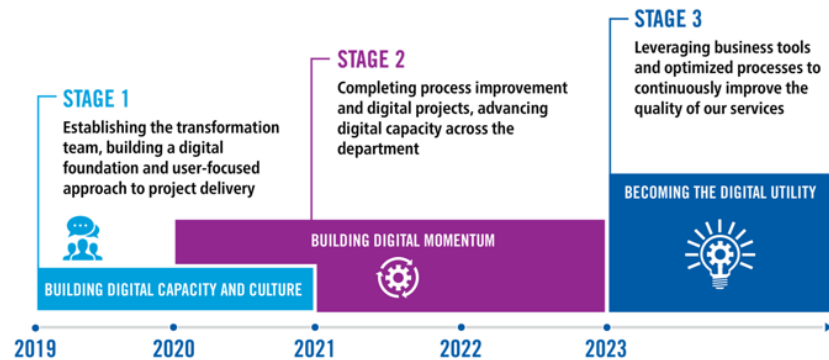 STAGE 1
Establishing the transformation
team, building a digital
foundation and user-focused
approach to project delivery
BUILDING DIGITAL CAPACITY AND CULTURE
STAGE 2
Completing process improvement
and digital projects, advancing
digital capacity across the
department
BUILDING DIGITAL MOMENTUM
STAGE 3
Leveraging business tools
and optimized processes to
continuously improve the
quality of our services
BECOMING THE DIGITAL UTILITY
2019 2020 2021 2022 2023